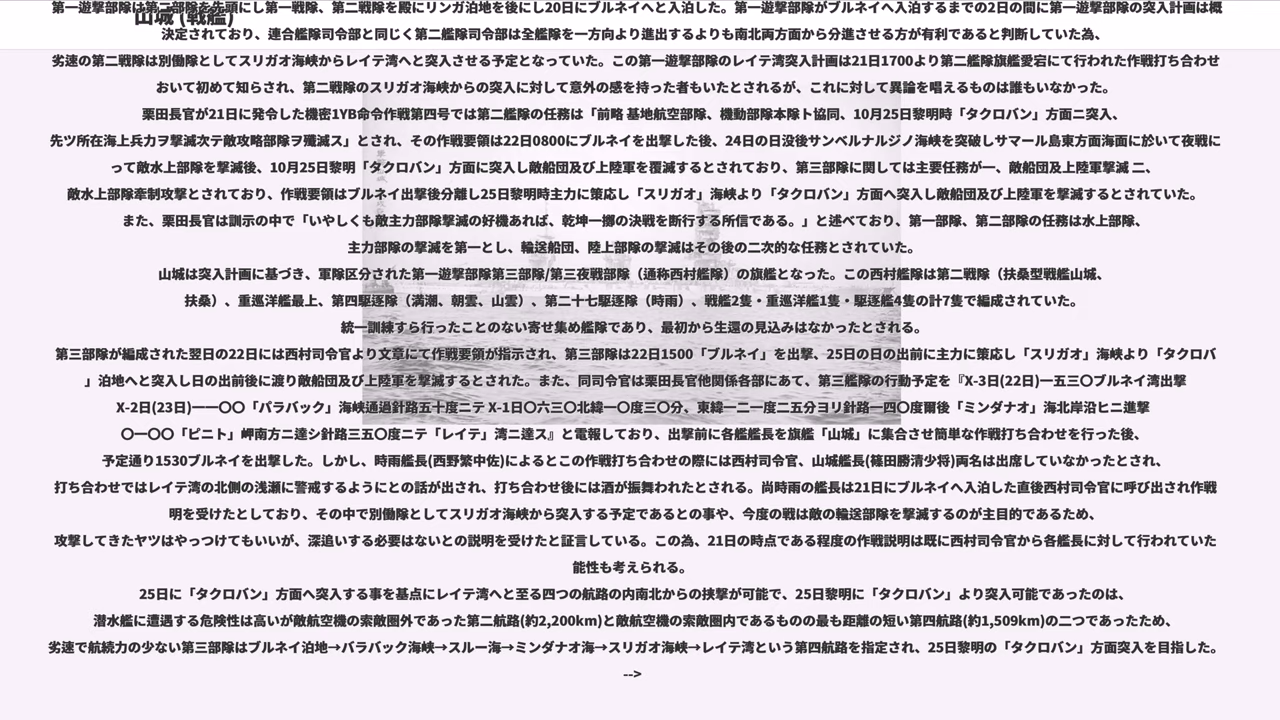 第一遊撃部隊は第二部隊を先頭にし第一戦隊、第二戦隊を殿にリンガ泊地を後にし20日にブルネイへと入泊した。第一遊撃部隊がブルネイへ入泊するまでの2日の間に第一遊撃部隊の突入計画は概
山城 (戦艦)
決定されており、連合艦隊司令部と同じく第二艦隊司令部は全艦隊を一方向より進出するよりも南北両方面から分進させる方が有利であると判断していた為、
劣速の第二戦隊は別働隊としてスリガオ海峡からレイテ湾へと突入させる予定となっていた。この第一遊撃部隊のレイテ湾突入計画は21日1700より第二艦隊旗艦愛宕にて行われた作戦打ち合わせ
おいて初めて知らされ、第二戦隊のスリガオ海峡からの突入に対して意外の感を持った者もいたとされるが、これに対して異論を唱えるものは誰もいなかった。
栗田長官が21日に発令した機密1YB命令作戦第四号では第二艦隊の任務は「前略 基地航空部隊、機動部隊本隊ト協同、10月25日黎明時「タクロバン」方面ニ突入、
先ツ所在海上兵力ヲ撃滅次テ敵攻略部隊ヲ殲滅ス」とされ、その作戦要領は22日0800にブルネイを出撃した後、24日の日没後サンベルナルジノ海峡を突破しサマール島東方面海面に於いて夜戦に
って敵水上部隊を撃滅後、10月25日黎明「タクロバン」方面に突入し敵船団及び上陸軍を覆滅するとされており、第三部隊に関しては主要任務が一、敵船団及上陸軍撃滅 二、
敵水上部隊牽制攻撃とされており、作戦要領はブルネイ出撃後分離し25日黎明時主力に策応し「スリガオ」海峡より「タクロバン」方面へ突入し敵船団及び上陸軍を撃滅するとされていた。
また、栗田長官は訓示の中で「いやしくも敵主力部隊撃滅の好機あれば、乾坤一擲の決戦を断行する所信である。」と述べており、第一部隊、第二部隊の任務は水上部隊、
主力部隊の撃滅を第一とし、輸送船団、陸上部隊の撃滅はその後の二次的な任務とされていた。
山城は突入計画に基づき、軍隊区分された第一遊撃部隊第三部隊/第三夜戦部隊（通称西村艦隊）の旗艦となった。この西村艦隊は第二戦隊（扶桑型戦艦山城、
扶桑）、重巡洋艦最上、第四駆逐隊（満潮、朝雲、山雲）、第二十七駆逐隊（時雨）、戦艦2隻・重巡洋艦1隻・駆逐艦4隻の計7隻で編成されていた。
統一訓練すら行ったことのない寄せ集め艦隊であり、最初から生還の見込みはなかったとされる。
第三部隊が編成された翌日の22日には西村司令官より文章にて作戦要領が指示され、第三部隊は22日1500「ブルネイ」を出撃、25日の日の出前に主力に策応し「スリガオ」海峡より「タクロバ
」泊地へと突入し日の出前後に渡り敵船団及び上陸軍を撃滅するとされた。また、同司令官は栗田長官他関係各部にあて、第三艦隊の行動予定を『X-3日(22日)一五三〇ブルネイ湾出撃
X-2日(23日)一一〇〇「パラバック」海峡通過針路五十度ニテ X-1日〇六三〇北緯一〇度三〇分、東緯一二一度二五分ヨリ針路一四〇度爾後「ミンダナオ」海北岸沿ヒニ進撃
〇一〇〇「ピニト」岬南方ニ達シ針路三五〇度ニテ「レイテ」湾ニ達ス』と電報しており、出撃前に各艦艦長を旗艦「山城」に集合させ簡単な作戦打ち合わせを行った後、
予定通り1530ブルネイを出撃した。しかし、時雨艦長(西野繁中佐)によるとこの作戦打ち合わせの際には西村司令官、山城艦長(篠田勝清少将)両名は出席していなかったとされ、
打ち合わせではレイテ湾の北側の浅瀬に警戒するようにとの話が出され、打ち合わせ後には酒が振舞われたとされる。尚時雨の艦長は21日にブルネイへ入泊した直後西村司令官に呼び出され作戦
明を受けたとしており、その中で別働隊としてスリガオ海峡から突入する予定であるとの事や、今度の戦は敵の輸送部隊を撃滅するのが主目的であるため、
攻撃してきたヤツはやっつけてもいいが、深追いする必要はないとの説明を受けたと証言している。この為、21日の時点である程度の作戦説明は既に西村司令官から各艦長に対して行われていた
能性も考えられる。
25日に「タクロバン」方面へ突入する事を基点にレイテ湾へと至る四つの航路の内南北からの挟撃が可能で、25日黎明に「タクロバン」より突入可能であったのは、
潜水艦に遭遇する危険性は高いが敵航空機の索敵圏外であった第二航路(約2,200km)と敵航空機の索敵圏内であるものの最も距離の短い第四航路(約1,509km)の二つであったため、
劣速で航続力の少ない第三部隊はブルネイ泊地→バラバック海峡→スルー海→ミンダナオ海→スリガオ海峡→レイテ湾という第四航路を指定され、25日黎明の「タクロバン」方面突入を目指した。
-->